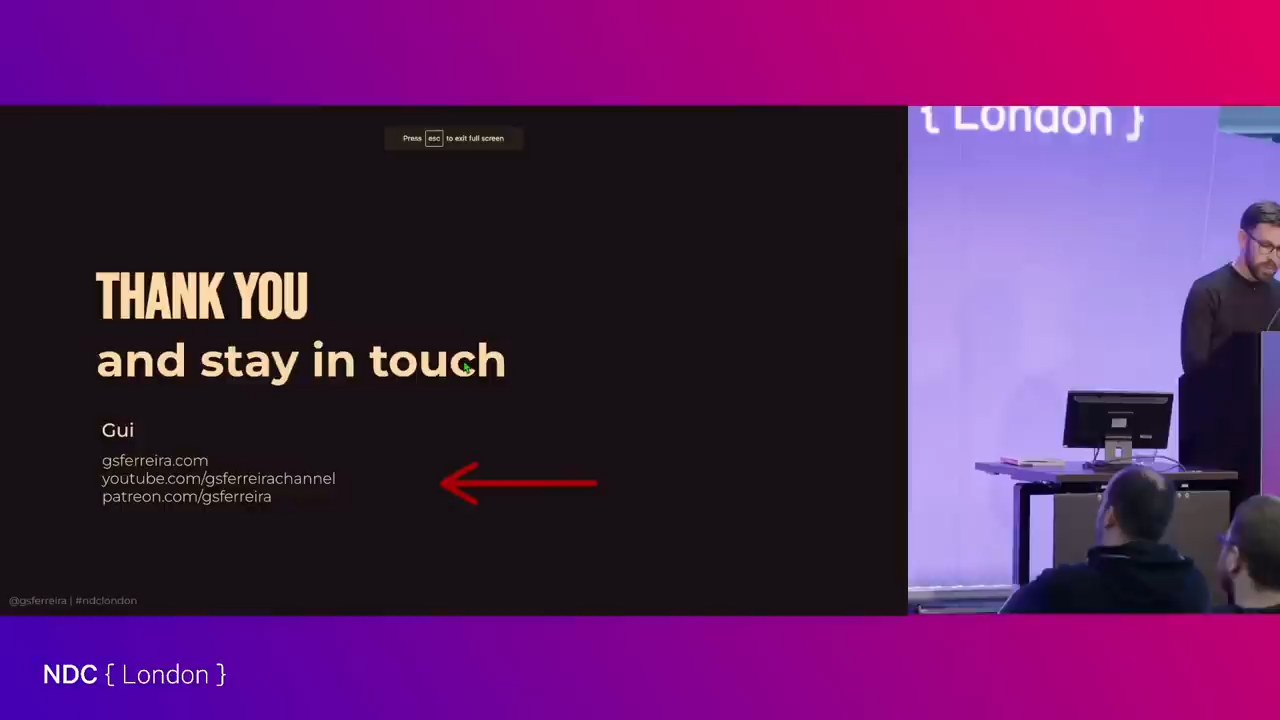 Press esc to exit full screen
{ London }
THANK YOU
and stay in touch
Gui
gsferreira.com
youtube.com/gsferreirachannel
patreon.com/gsferreira
@gsferreira | #ndclondon
NDC { London }